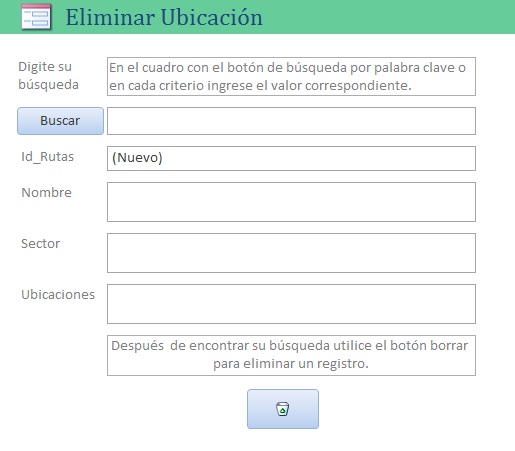 Eliminar Ubicación
Digite su
búsqueda
En el cuadro con el botón de búsqueda por palabra clave o
en cada criterio ingrese el valor correspondiente.
Buscar
Id_Rutas
(Nuevo)
Nombre
Sector
Ubicaciones
Después de encontrar su búsqueda utilice el botón borrar
para eliminar un registro.